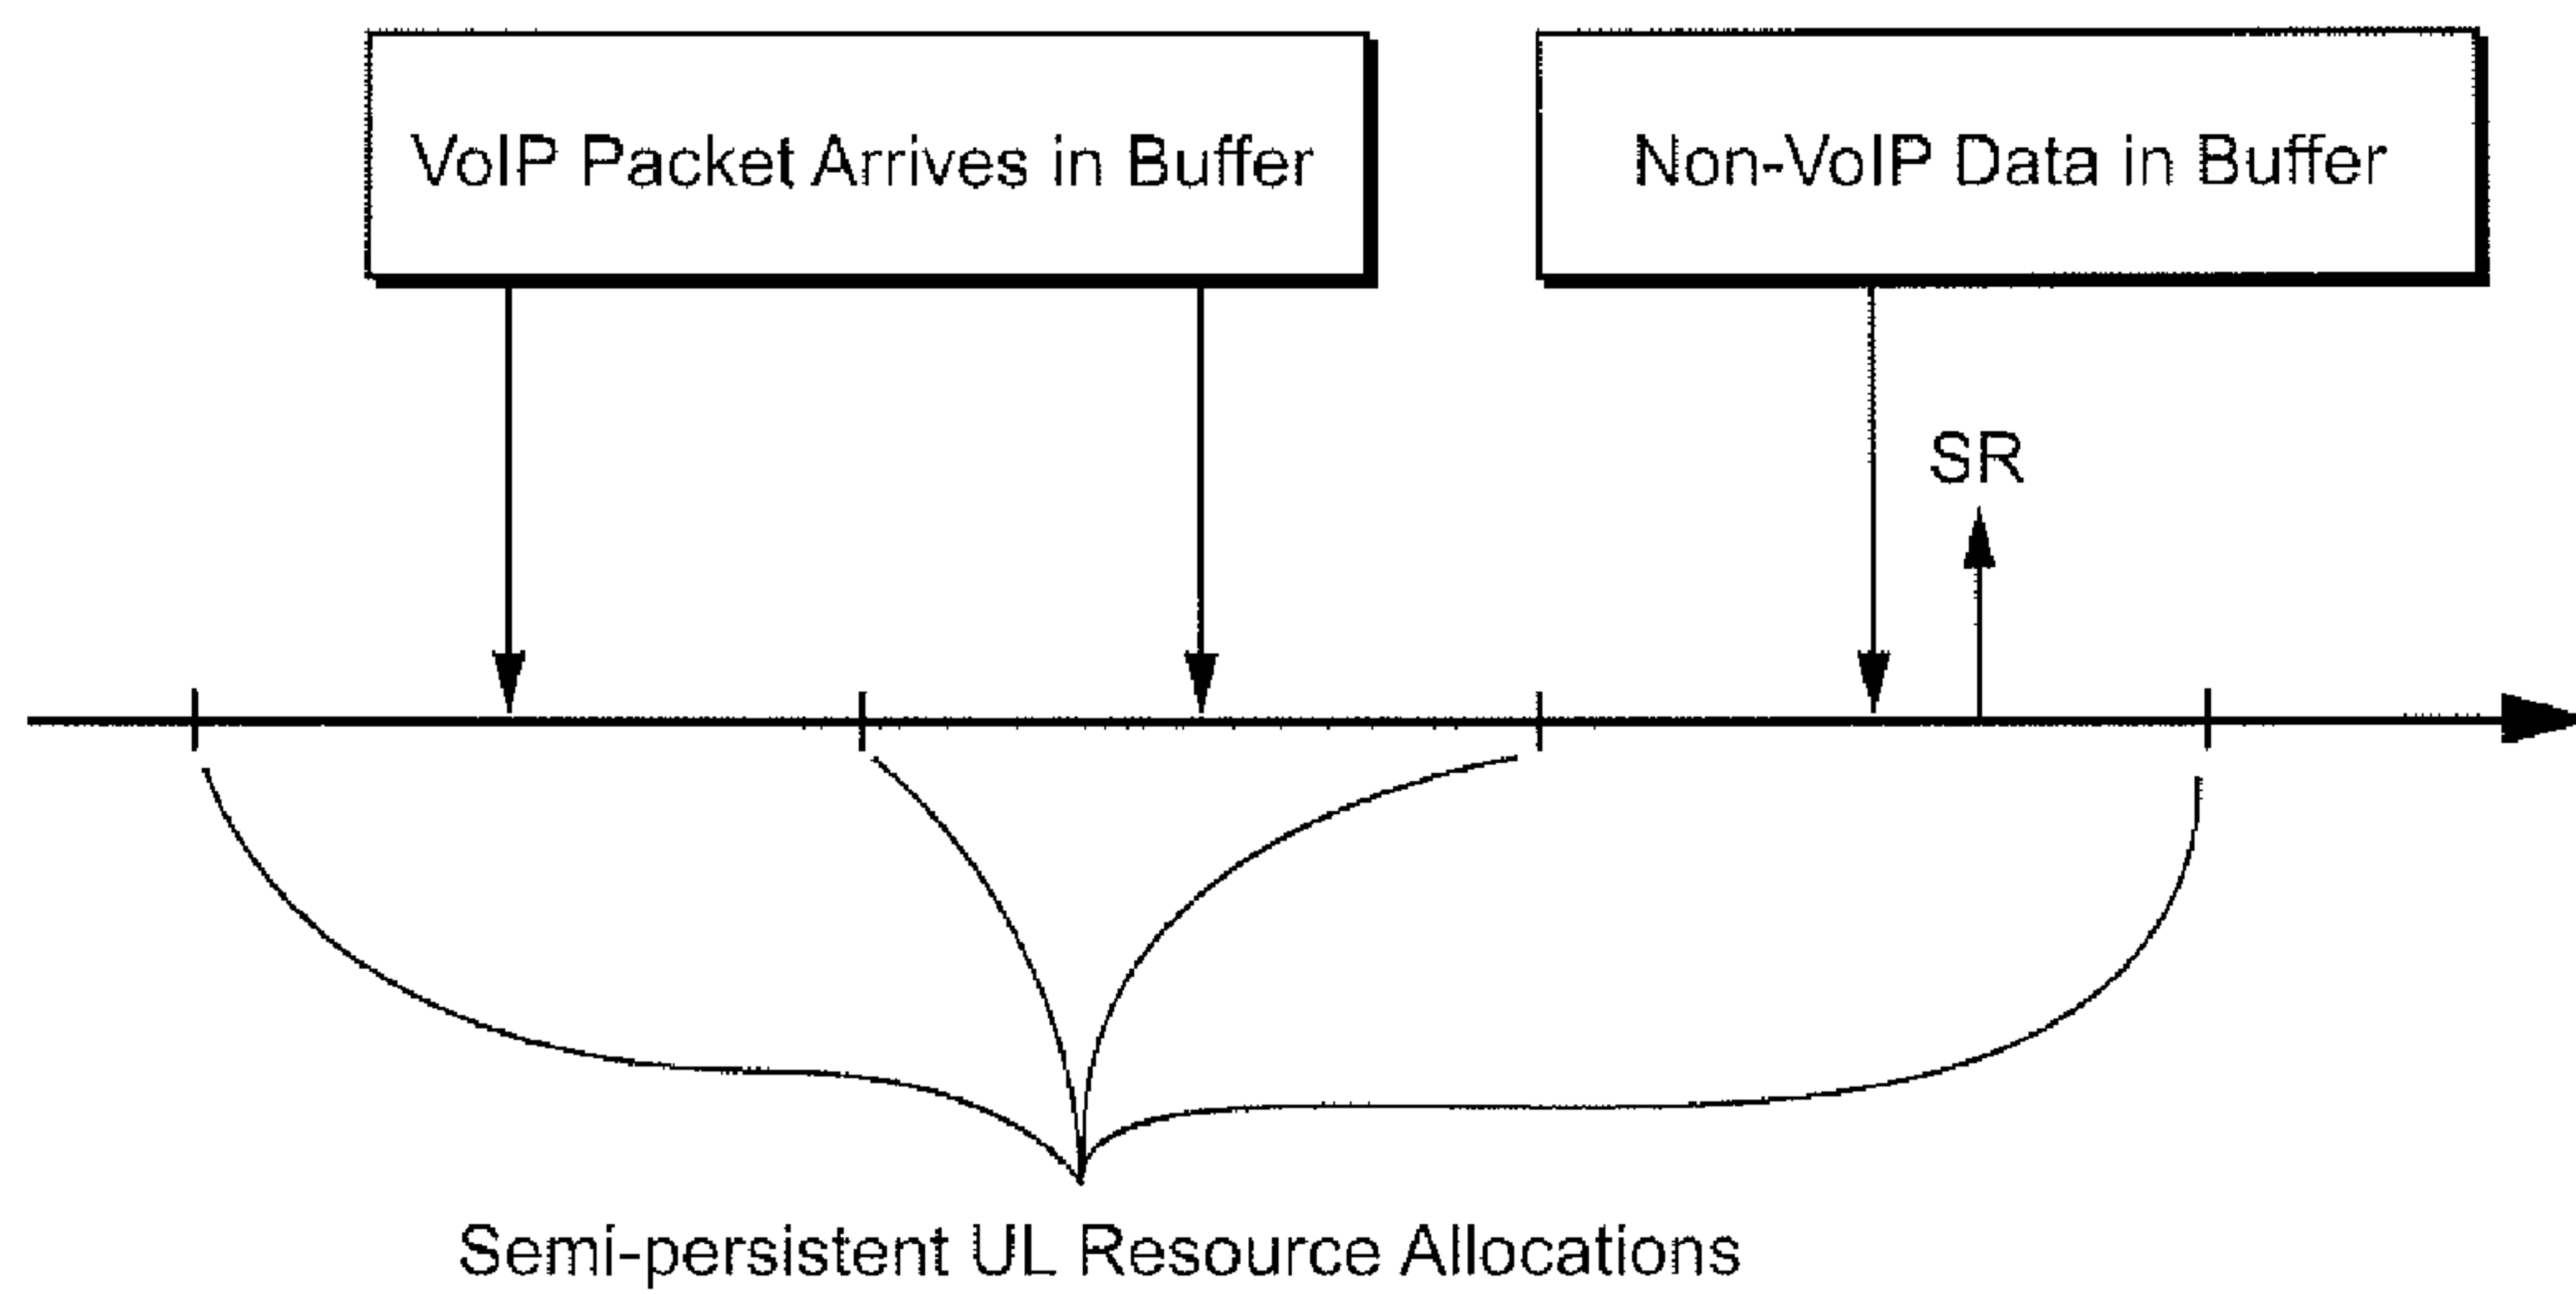 VoIP Packet Arrives in Buffer
Non-VoIP Data in Buffer
SR
Semi-persistent UL Resource Allocations